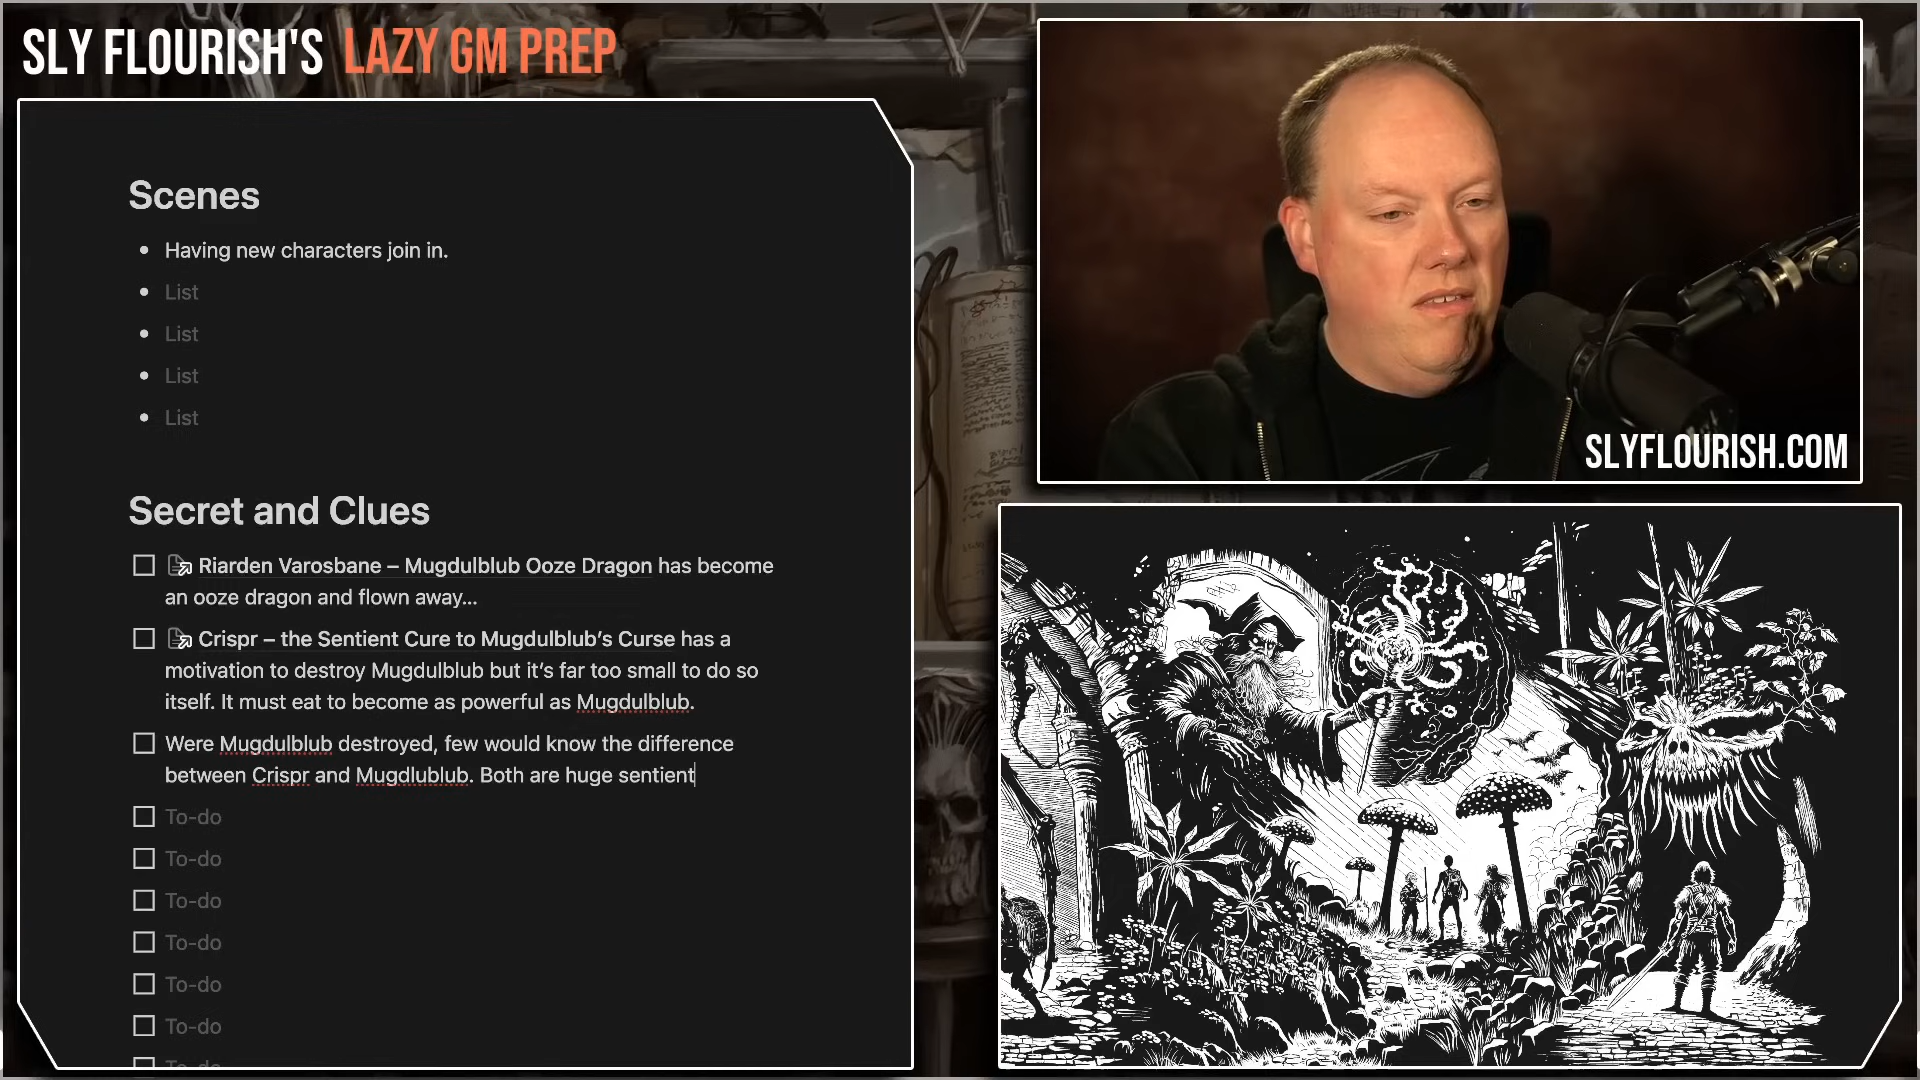 SLY FLOURISH'S LAZY GM PREP
Scenes
Having new characters join in.
List
List
List
List
Secret and Clues
Riarden Varosbane – Mugdulblub Ooze Dragon has become
an ooze dragon and flown away...
Crispr – the Sentient Cure to Mugdulblub's Curse has a
motivation to destroy Mugdulblub but it's far too small to do so
itself. It must eat to become as powerful as Mugdulblub.
Were Mugdulblub destroyed, few would know the difference
between Crispr and Mugdlublub. Both are huge sentient
To-do
To-do
To-do
To-do
To-do
To-do
SLYFLOURISH.COM